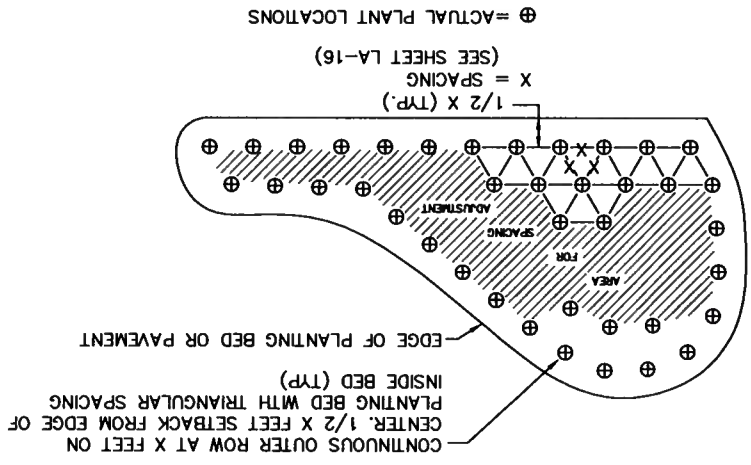 CONTINUOUS OUTER ROW AT X FEET ON
CENTER. 1/2 X FEET SETBACK FROM EDGE OF
PLANTING BED WITH TRIANGULAR SPACING
INSIDE BED (TYP)
EDGE OF PLANTING BED OR PAVEMENT
AREA
FOR
SPACING
ADJUSTMENT
X X
X
1/2 X (TYP.)
X = SPACING
(SEE SHEET LA-16)
⊕ =ACTUAL PLANT LOCATIONS